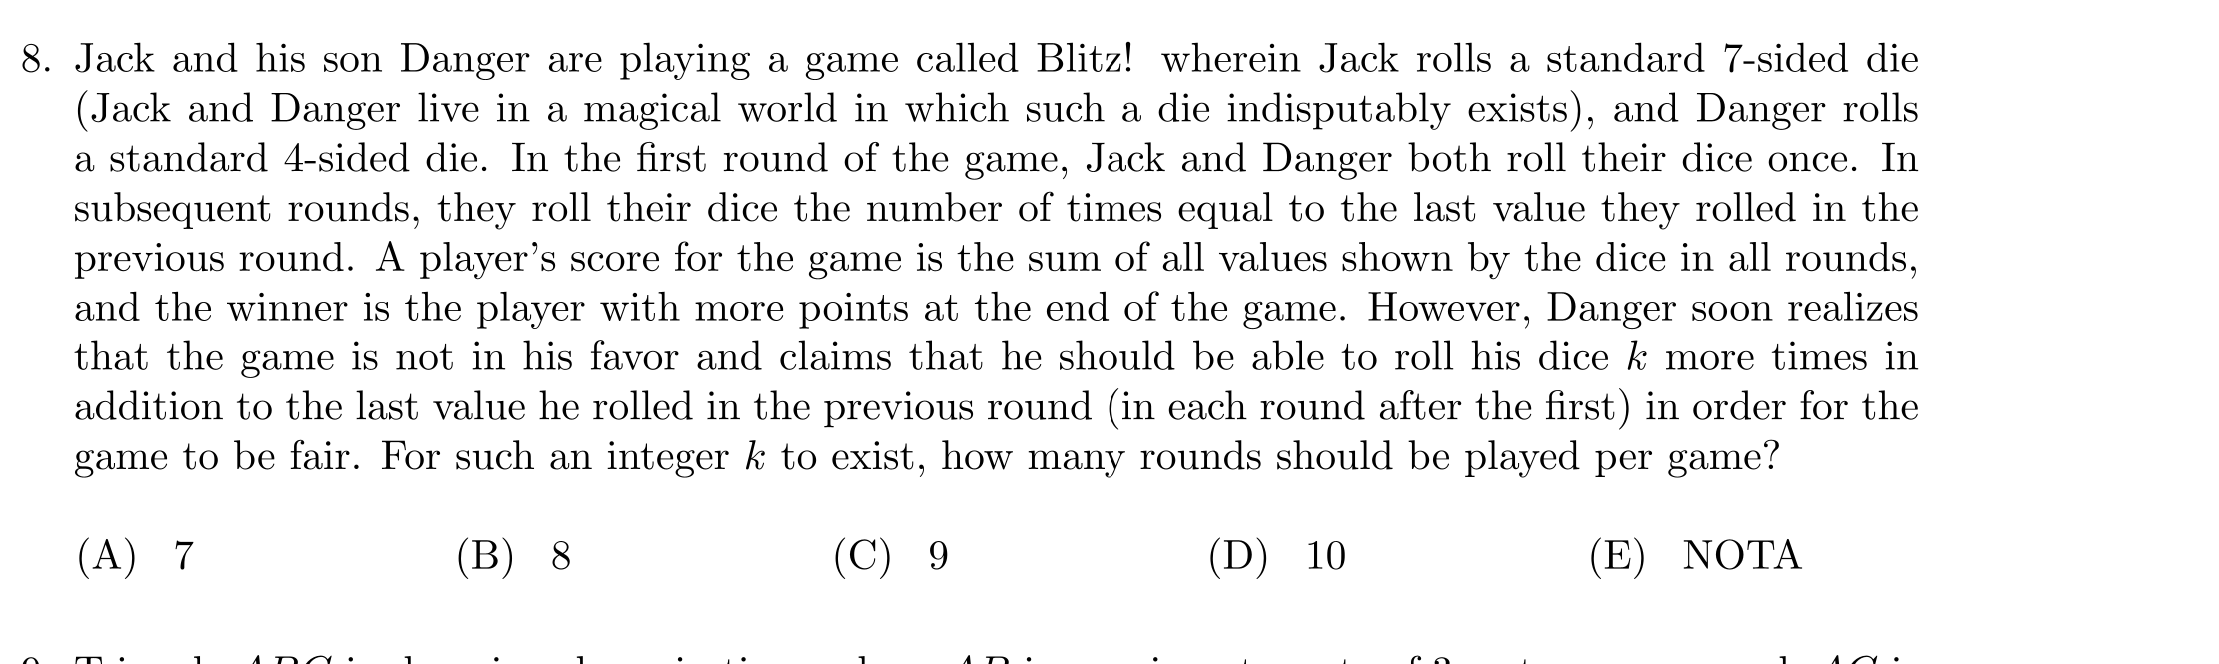 8. Jack and his son Danger are playing a game called Blitz! wherein Jack rolls a standard 7-sided die
(Jack and Danger live in a magical world in which such a die indisputably exists), and Danger rolls
a standard 4-sided die. In the first round of the game, Jack and Danger both roll their dice once. In
subsequent rounds, they roll their dice the number of times equal to the last value they rolled in the
previous round. A player's score for the game is the sum of all values shown by the dice in all rounds,
and the winner is the player with more points at the end of the game. However, Danger soon realizes
that the game is not in his favor and claims that he should be able to roll his dice k more times in
addition to the last value he rolled in the previous round (in each round after the first) in order for the
game to be fair. For such an integer k to exist, how many rounds should be played per game?
(A) 7 (B) 8 (C) 9 (D) 10 (E) NOTA